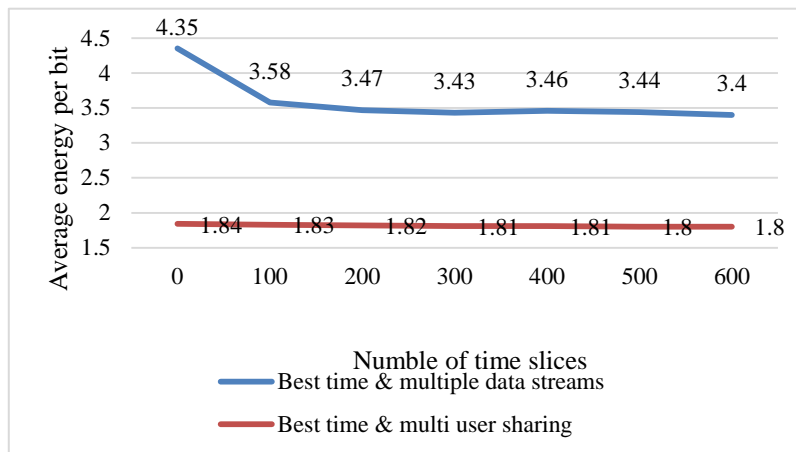 4.35
4.5
4
3.5
3
2.5
2
1.5
Average energy per bit
3.58 3.47 3.43 3.46 3.44 3.4
1.84 1.83 1.82 1.81 1.81 1.8 1.8
0 100 200 300 400 500 600
Numble of time slices
Best time & multiple data streams
Best time & multi user sharing